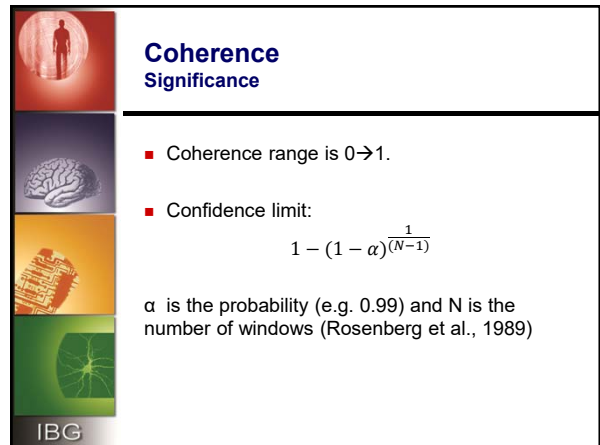 Coherence
Significance
■ Coherence range is 0→1.
■ Confidence limit:
1 − (1 − α)^{\frac{1}{(N−1)}}
α is the probability (e.g. 0.99) and N is the
number of windows (Rosenberg et al., 1989)
IBG